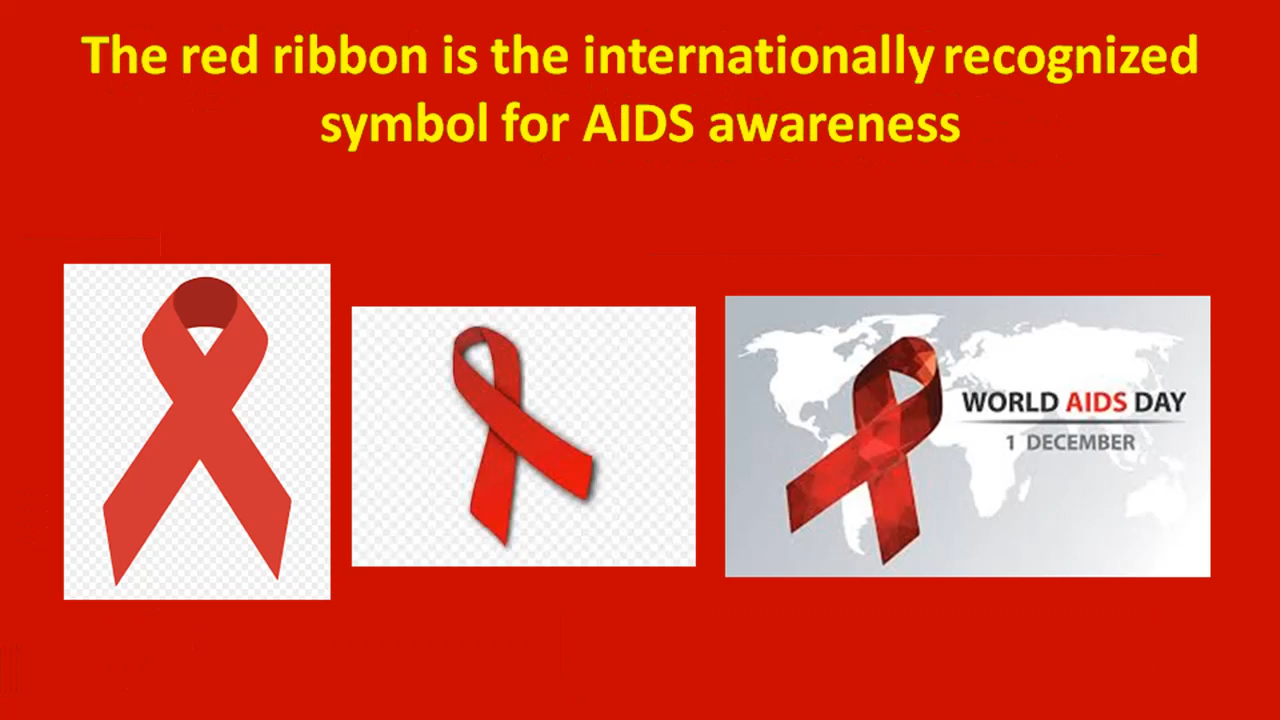 The red ribbon is the internationally recognized
symbol for AIDS awareness
WORLD AIDS DAY
1 DECEMBER